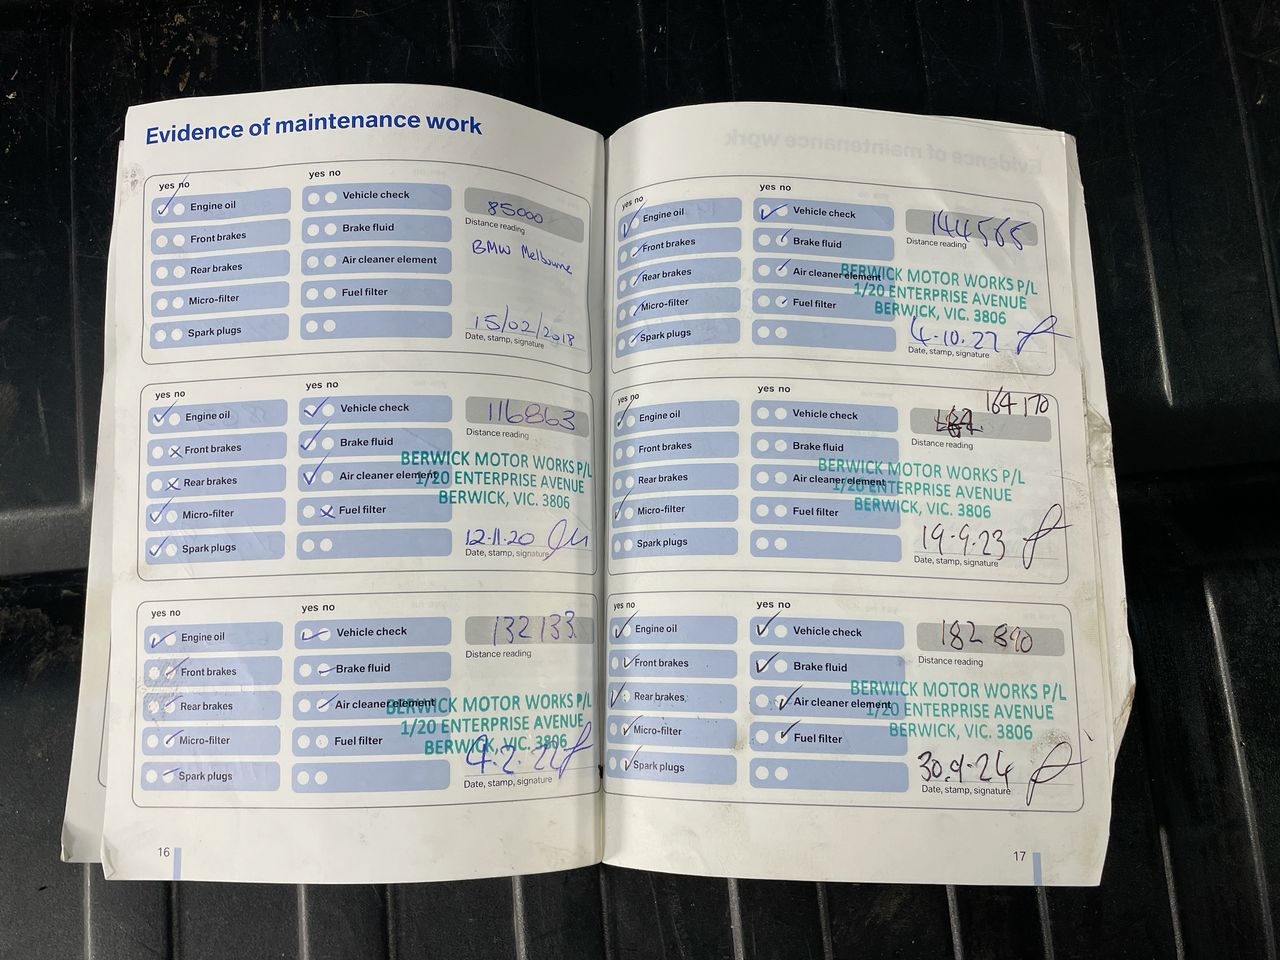 Evidence of maintenance work
yes no
yes no
Engine oil
Vehicle check
Front brakes
Brake fluid
Rear brakes
Air cleaner element
Micro-filter
Fuel filter
Spark plugs
85000
Distance reading
BMW Melbourne
15/02/2018
Date, stamp, signature
yes no
yes no
Engine oil
Vehicle check
Front brakes
Brake fluid
Rear brakes
Air cleaner element
Micro-filter
Fuel filter
Spark plugs
116863
Distance reading
BERWICK MOTOR WORKS P/L
1/20 ENTERPRISE AVENUE
BERWICK, VIC. 3806
12.11.20
Date, stamp, signature
yes no
yes no
Engine oil
Vehicle check
Front brakes
Brake fluid
Rear brakes
Air cleaner element
Micro-filter
Fuel filter
Spark plugs
132133.
Distance reading
BERWICK MOTOR WORKS P/L
1/20 ENTERPRISE AVENUE
BERWICK, VIC. 3806
4.2.22
Date, stamp, signature
16
yes no
yes no
Engine oil
Vehicle check
Front brakes
Brake fluid
Rear brakes
Air cleaner element
Micro-filter
Fuel filter
Spark plugs
144565
Distance reading
BERWICK MOTOR WORKS P/L
1/20 ENTERPRISE AVENUE
BERWICK, VIC. 3806
4.10.22
Date, stamp, signature
yes no
yes no
Engine oil
Vehicle check
Front brakes
Brake fluid
Rear brakes
Air cleaner element
Micro-filter
Fuel filter
Spark plugs
164170
Distance reading
BERWICK MOTOR WORKS P/L
1/20 ENTERPRISE AVENUE
BERWICK, VIC. 3806
19.9.23
Date, stamp, signature
yes no
yes no
Engine oil
Vehicle check
Front brakes
Brake fluid
Rear brakes
Air cleaner element
Micro-filter
Fuel filter
Spark plugs
182890
Distance reading
BERWICK MOTOR WORKS P/L
1/20 ENTERPRISE AVENUE
BERWICK, VIC. 3806
30.9.24
Date, stamp, signature
17